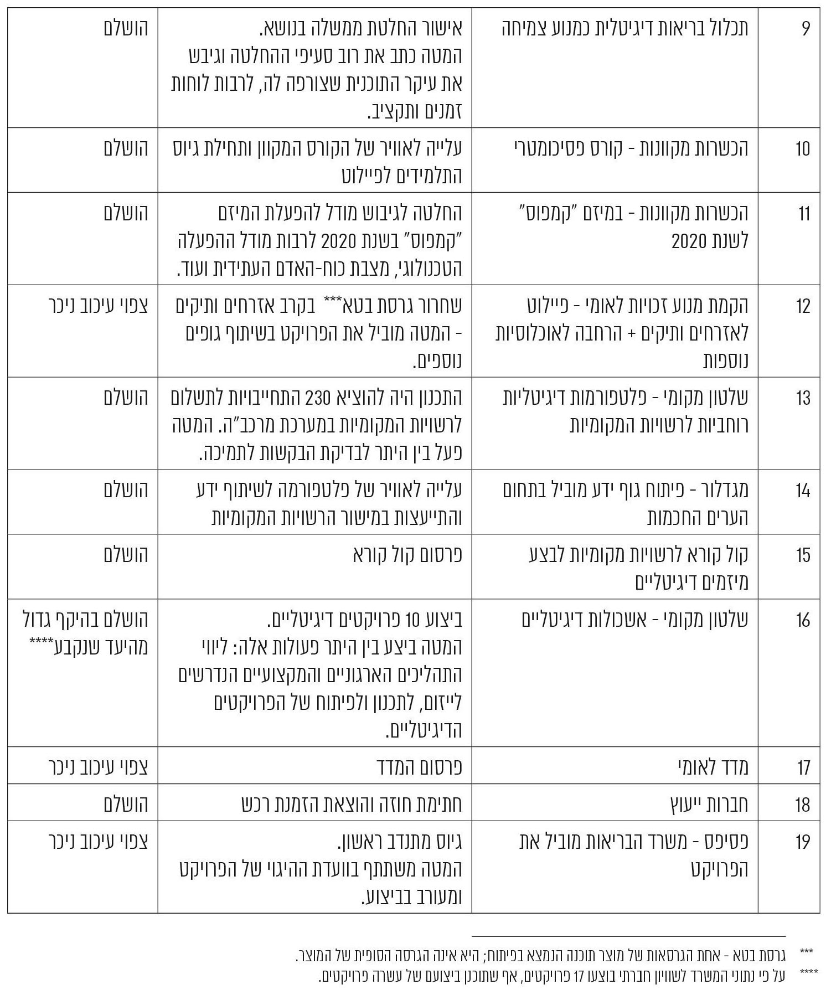 9
תכלול בריאות דיגיטלית כמנוע צמיחה
אישור החלטת ממשלה בנושא.
המטה כתב את רוב סעיפי ההחלטה וגיבש
את עיקר התוכנית שצורפה לה, לרבות לוחות
זמנים ותקציב.
הושלם
10
הכשרות מקוונות - קורס פסיכומטרי
עלייה לאוויר של הקורס המקוון ותחילת גיוס
התלמידים לפיילוט
הושלם
11
הכשרות מקוונות - במיזם "קמפוס"
לשנת 2020
החלטה לגיבוש מודל להפעלת המיזם
"קמפוס" בשנת 2020 לרבות מודל ההפעלה
הטכנולוגי, מצבת כוח-האדם העתידית ועוד.
הושלם
12
הקמת מנוע זכויות לאומי - פיילוט
לאזרחים ותיקים + הרחבה לאוכלוסיות
נוספות
שחרור גרסת בטא*** בקרב אזרחים ותיקים
- המטה מוביל את הפרויקט בשיתוף גופים
נוספים.
צפוי עיכוב ניכר
13
שלטון מקומי - פלטפורמות דיגיטליות
רוחביות לרשויות המקומיות
התכנון היה להוציא 230 התחייבויות לתשלום
לרשויות המקומיות במערכת מרכב"ה. המטה
פעל בין היתר לבדיקת הבקשות לתמיכה.
הושלם
14
מגדלור - פיתוח גוף ידע מוביל בתחום
הערים החכמות
עלייה לאוויר של פלטפורמה לשיתוף ידע
והתייעצות במישור הרשויות המקומיות
הושלם
15
קול קורא לרשויות מקומיות לבצע
מיזמים דיגיטליים
פרסום קול קורא
הושלם
16
שלטון מקומי - אשכולות דיגיטליים
ביצוע 10 פרויקטים דיגיטליים.
המטה ביצע בין היתר פעולות אלה: ליווי
התהליכים הארגוניים והמקצועיים הנדרשים
לייזום, לתכנון ולפיתוח של הפרויקטים
הדיגיטליים.
הושלם בהיקף גדול
מהיעד שנקבע****
17
מדד לאומי
פרסום המדד
צפוי עיכוב ניכר
18
חברות ייעוץ
חתימת חוזה והוצאת הזמנת רכש
הושלם
19
פסיפס - משרד הבריאות מוביל את
הפרויקט
גיוס מתנדב ראשון.
המטה משתתף בוועדת ההיגוי של הפרויקט
ומעורב בביצוע.
צפוי עיכוב ניכר
*** גרסת בטא - אחת הגרסאות של מוצר תוכנה הנמצא בפיתוח; היא אינה הגרסה הסופית של המוצר.
**** על פי נתוני המשרד לשוויון חברתי בוצעו 17 פרויקטים, אף שתוכנן ביצועם של עשרה פרויקטים.